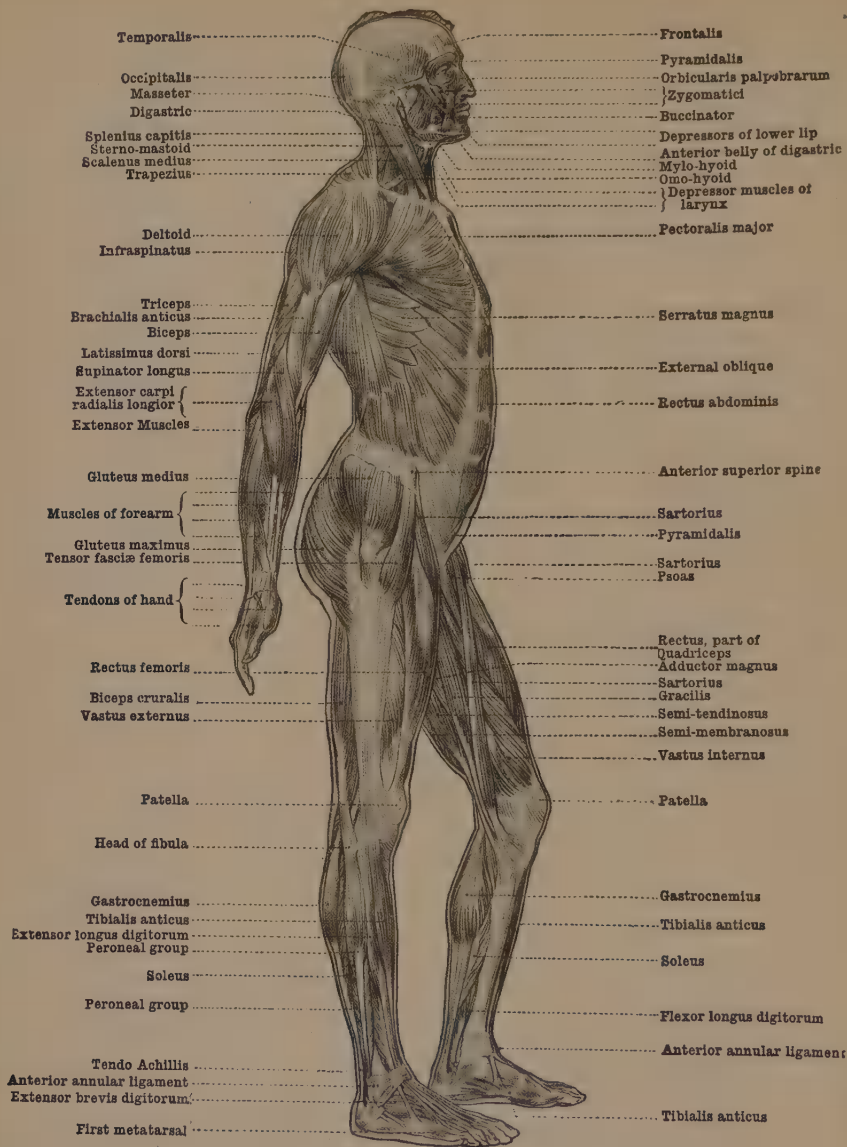 Temporalis
Occipitalis
Masseter
Digastric
Splenius capitis
Sterno-mastoid
Scalenus medius
Trapezius
Deltoid
Infraspinatus
Triceps
Brachialis anticus
Biceps
Latissimus dorsi
Supinator longus
Extensor carpi
radialis longior
Extensor Muscles
Gluteus medius
Muscles of forearm
Gluteus maximus
Tensor fasciæ femoris
Tendons of hand
Rectus femoris
Biceps cruralis
Vastus externus
Patella
Head of fibula
Gastrocnemius
Tibialis anticus
Extensor longus digitorum
Peroneal group
Soleus
Peroneal group
Tendo Achillis
Anterior annular ligament
Extensor brevis digitorum
First metatarsal
Frontalis
Pyramidalis
Orbicularis palpebrarum
Zygomatici
Buccinator
Depressors of lower lip
Anterior belly of digastric
Mylo-hyoid
Omo-hyoid
Depressor muscles of
larynx
Pectoralis major
Serratus magnus
External oblique
Rectus abdominis
Anterior superior spine
Sartorius
Pyramidalis
Sartorius
Psoas
Rectus, part of
Quadriceps
Adductor magnus
Sartorius
Gracilis
Semi-tendinosus
Semi-membranosus
Vastus internus
Patella
Gastrocnemius
Tibialis anticus
Soleus
Flexor longus digitorum
Anterior annular ligament
Tibialis anticus